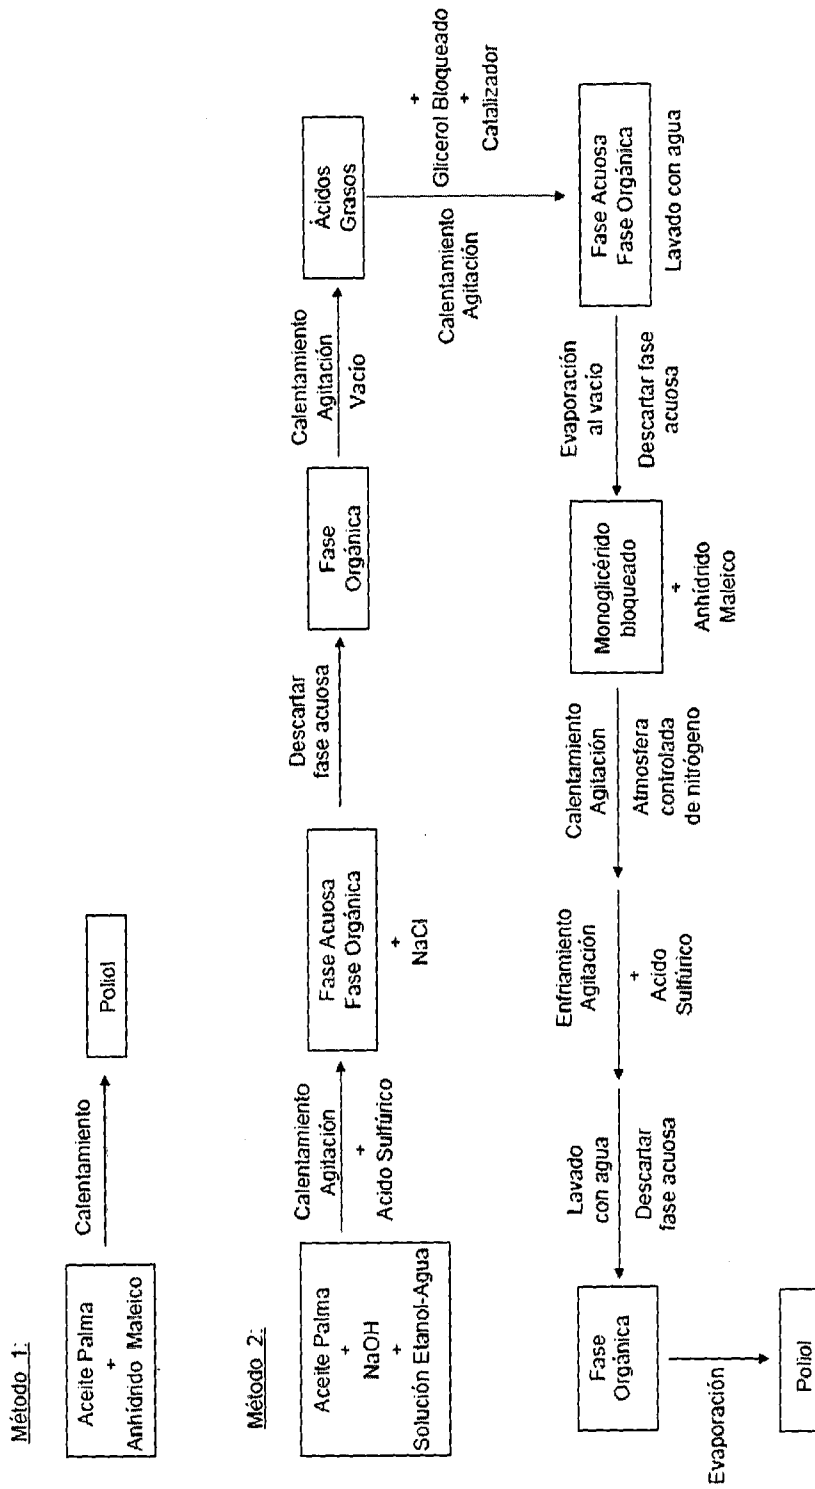 Método 1:
Aceite Palma
+
Anhídrido Maleico
Calentamiento
Poliol
Método 2:
Aceite Palma
+
NaOH
+
Solución Etanol-Agua
Calentamiento
Agitación
+
Acido Sulfúrico
Fase Acuosa
Fase Orgánica
+
NaCl
Descartar
fase acuosa
Fase
Orgánica
Calentamiento
Agitación
Vacío
Ácidos
Grasos
Calentamiento
Agitación
+
Glicerol Bloqueado
+
Catalizador
Fase Acuosa
Fase Orgánica
Lavado con agua
Evaporación
al vacío
Descartar fase
acuosa
Monoglicérido
bloqueado
+
Anhídrido
Maleico
Calentamiento
Agitación
Atmosfera
controlada
de nitrógeno
Enfriamiento
Agitación
+
Acido
Sulfúrico
Lavado
con agua
Descartar
fase acuosa
Fase
Orgánica
Evaporación
Poliol